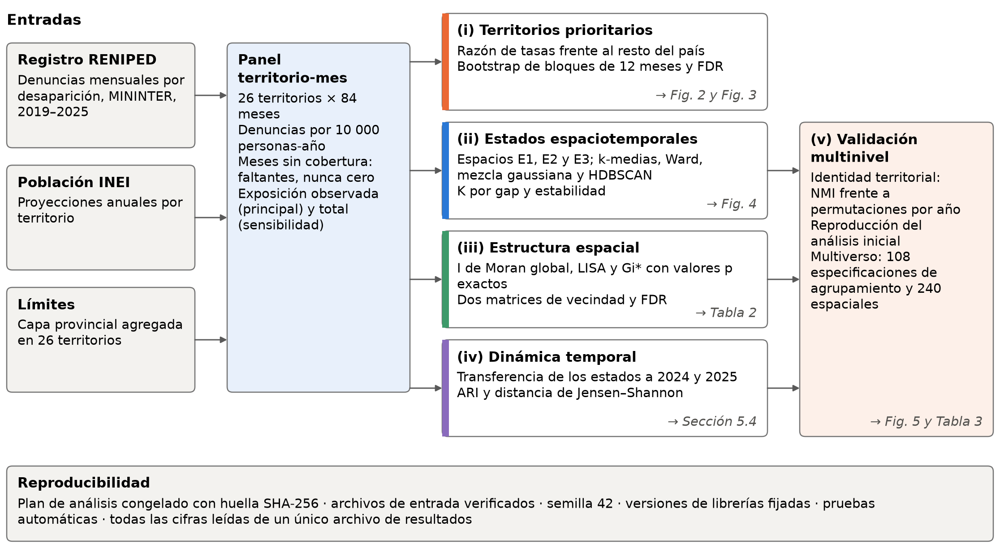 Entradas
Registro RENIPED
Denuncias mensuales por
desaparición, MININTER,
2019–2025
Población INEI
Proyecciones anuales por
territorio
Límites
Capa provincial agregada
en 26 territorios
Panel
territorio-mes
26 territorios × 84
meses
Denuncias por 10 000
personas-año
Meses sin cobertura:
faltantes, nunca cero
Exposición observada
(principal) y total
(sensibilidad)
(i) Territorios prioritarios
Razón de tasas frente al resto del país
Bootstrap de bloques de 12 meses y FDR
→ Fig. 2 y Fig. 3
(ii) Estados espaciotemporales
Espacios E1, E2 y E3; k-medias, Ward,
mezcla gaussiana y HDBSCAN
K por gap y estabilidad
→ Fig. 4
(iii) Estructura espacial
I de Moran global, LISA y Gi* con valores p
exactos
Dos matrices de vecindad y FDR
→ Tabla 2
(iv) Dinámica temporal
Transferencia de los estados a 2024 y 2025
ARI y distancia de Jensen–Shannon
→ Sección 5.4
(v) Validación
multinivel
Identidad territorial:
NMI frente a
permutaciones por año
Reproducción del
análisis inicial
Multiverso: 108
especificaciones de
agrupamiento y 240
espaciales
→ Fig. 5 y Tabla 3
Reproducibilidad
Plan de análisis congelado con huella SHA-256 · archivos de entrada verificados · semilla 42 · versiones de librerías fijadas · pruebas
automáticas · todas las cifras leídas de un único archivo de resultados